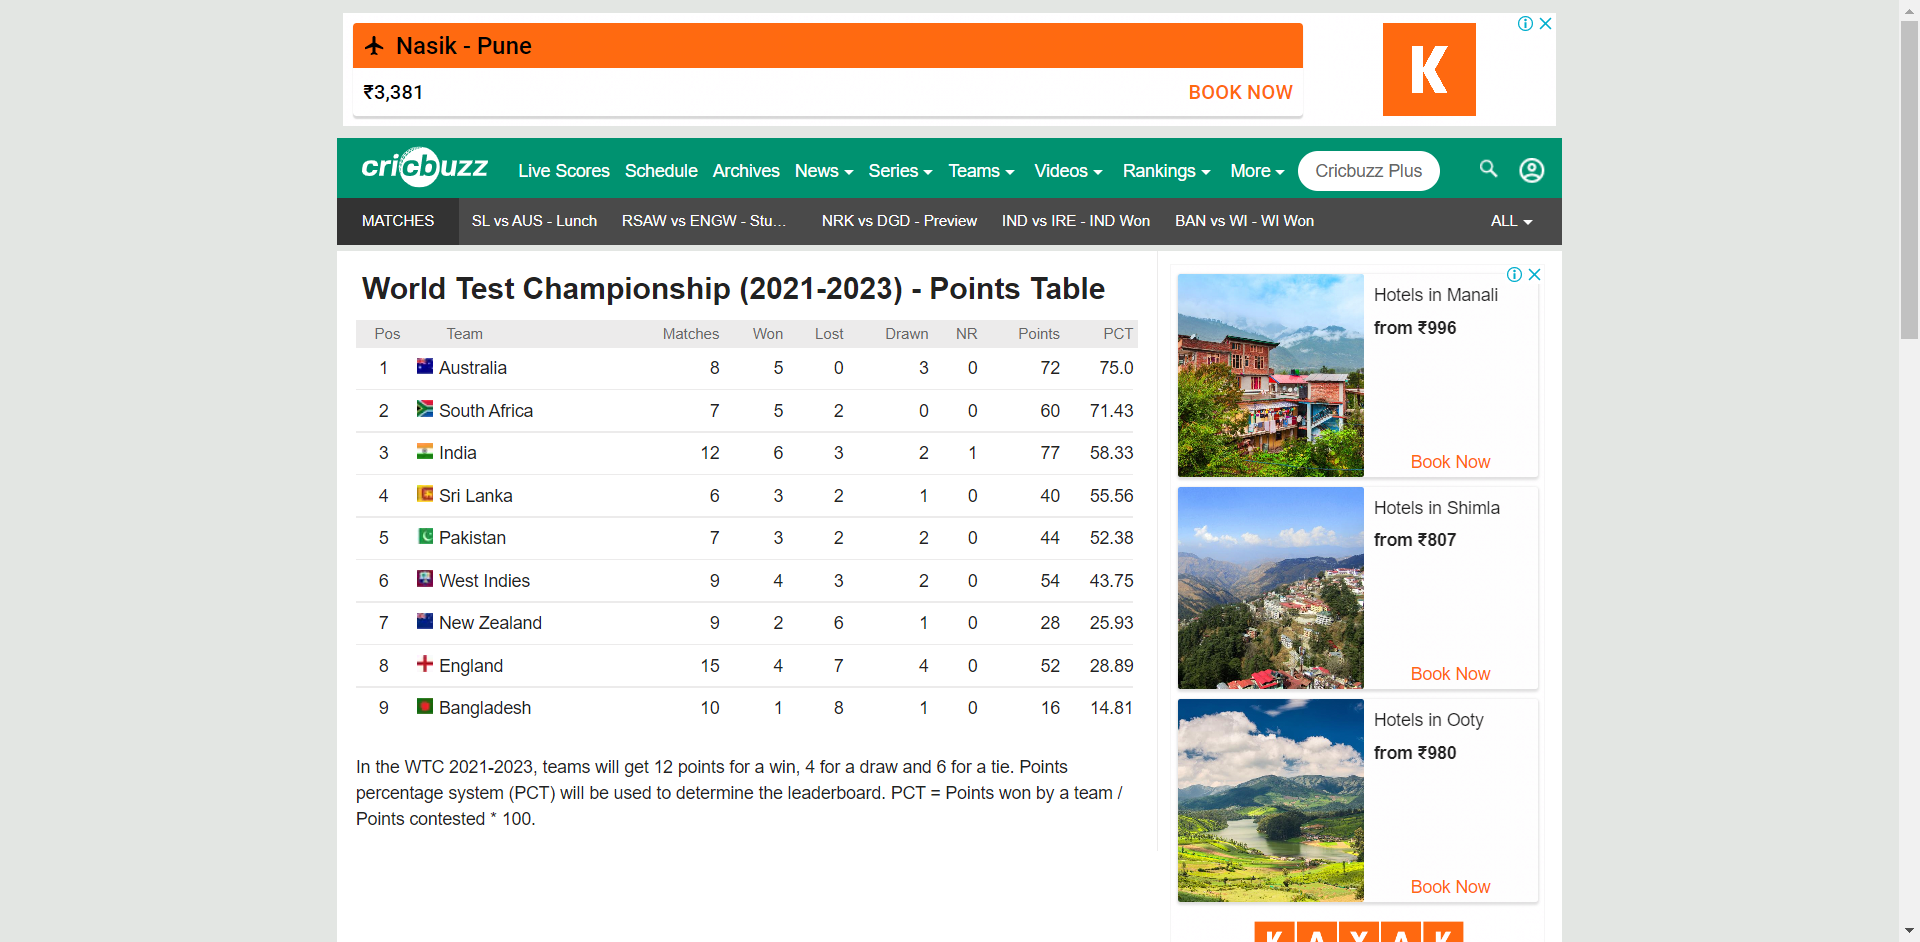 Nasik - Pune
₹3,381
BOOK NOW
K
cricbuzz
Live Scores Schedule Archives News Series Teams Videos Rankings More Cricbuzz Plus
MATCHES SL vs AUS - Lunch RSAW vs ENGW - Stu... NRK vs DGD - Preview IND vs IRE - IND Won BAN vs WI - WI Won ALL
World Test Championship (2021-2023) - Points Table
Pos Team Matches Won Lost Drawn NR Points PCT
1 Australia 8 5 0 3 0 72 75.0
2 South Africa 7 5 2 0 0 60 71.43
3 India 12 6 3 2 1 77 58.33
4 Sri Lanka 6 3 2 1 0 40 55.56
5 Pakistan 7 3 2 2 0 44 52.38
6 West Indies 9 4 3 2 0 54 43.75
7 New Zealand 9 2 6 1 0 28 25.93
8 England 15 4 7 4 0 52 28.89
9 Bangladesh 10 1 8 1 0 16 14.81
In the WTC 2021-2023, teams will get 12 points for a win, 4 for a draw and 6 for a tie. Points
percentage system (PCT) will be used to determine the leaderboard. PCT = Points won by a team /
Points contested * 100.
Hotels in Manali
from ₹996
Book Now
Hotels in Shimla
from ₹807
Book Now
Hotels in Ooty
from ₹980
Book Now
KAYAK